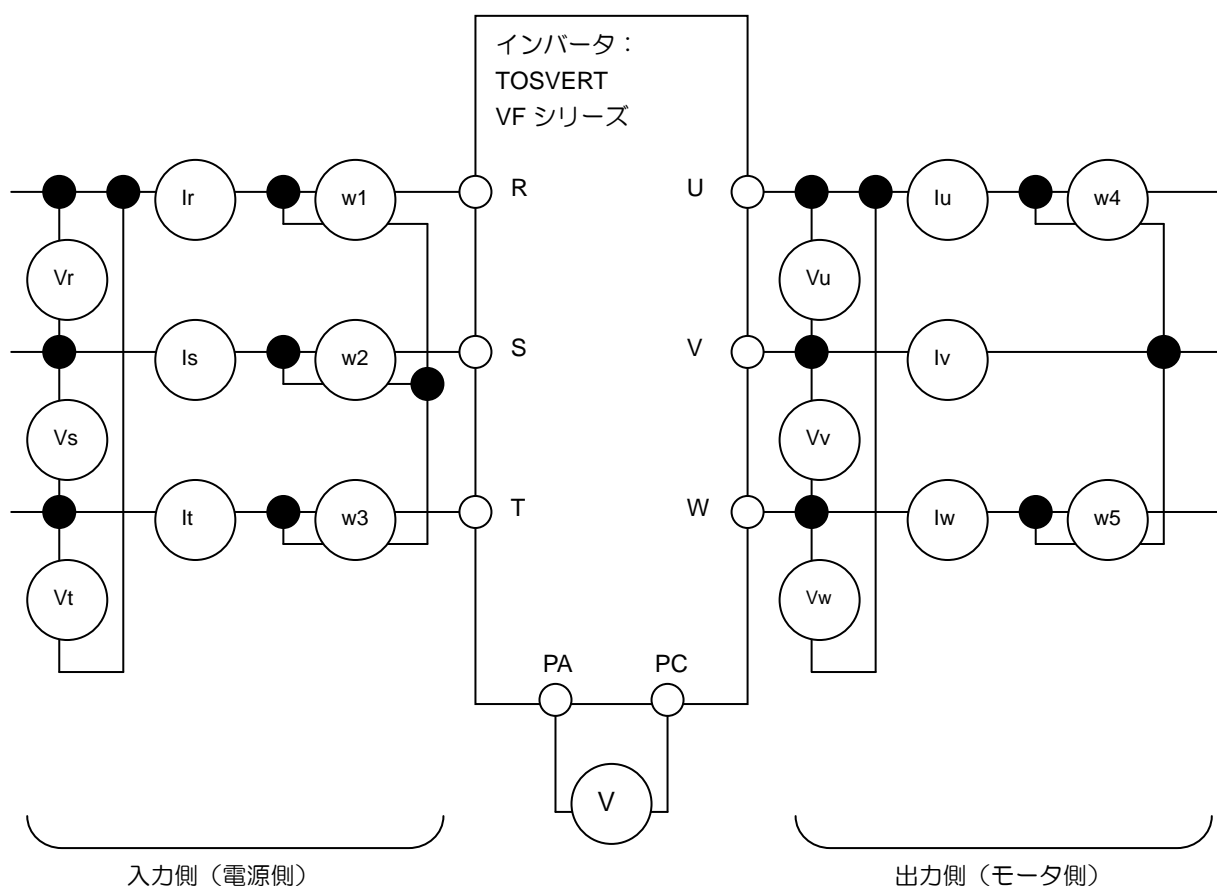 インバータ：
TOSVERT
VF シリーズ
Ir
w1
R
U
Iu
w4
Vr
Vu
Is
w2
S
V
Iv
Vs
Vv
It
w3
T
W
Iw
w5
Vt
Vw
PA
PC
V
入力側（電源側）
出力側（モータ側）